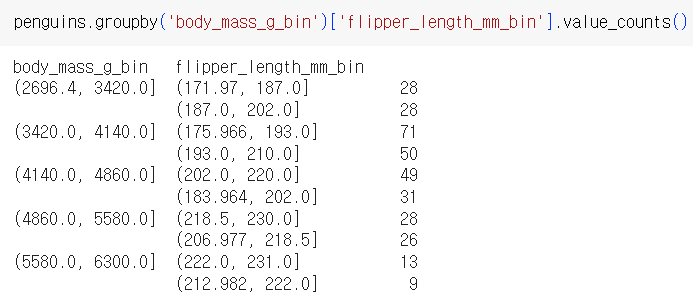 penguins.groupby('body_mass_g_bin')['flipper_length_mm_bin'].value_counts()
body_mass_g_bin  flipper_length_mm_bin
(2696.4, 3420.0]  (171.97, 187.0]  28
(187.0, 202.0]  28
(3420.0, 4140.0]  (175.966, 193.0]  71
(193.0, 210.0]  50
(4140.0, 4860.0]  (202.0, 220.0]  49
(183.964, 202.0]  31
(4860.0, 5580.0]  (218.5, 230.0]  28
(206.977, 218.5]  26
(5580.0, 6300.0]  (222.0, 231.0]  13
(212.982, 222.0]  9